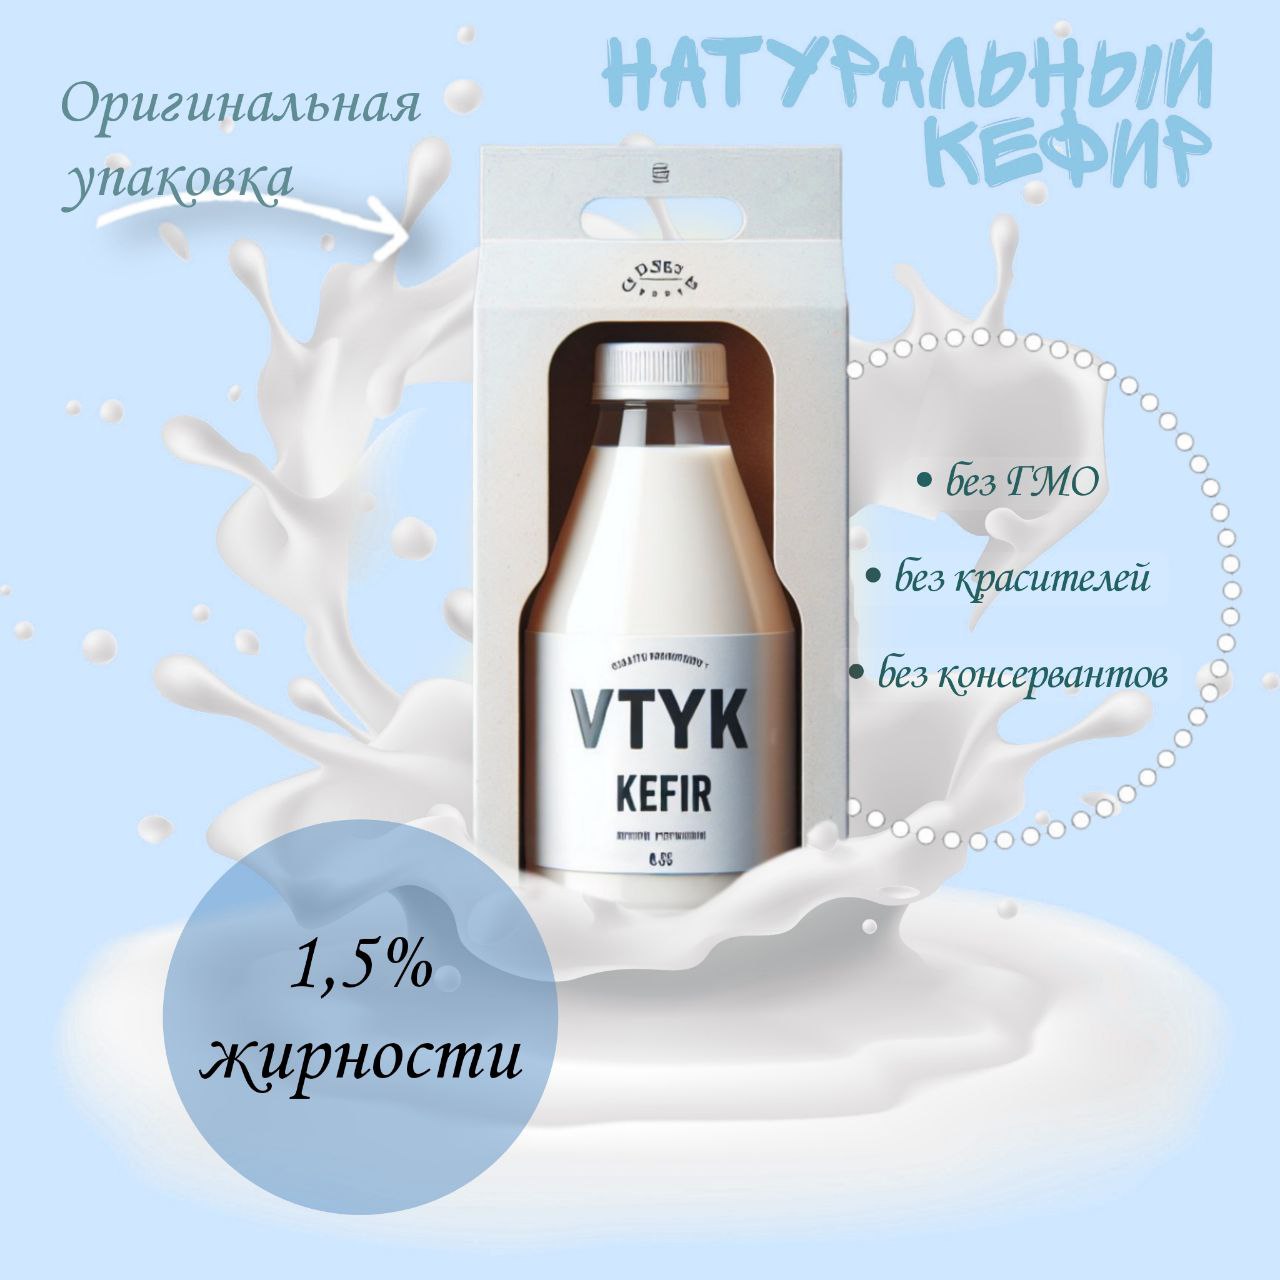 НАТУРАЛЬНЫЙ
КЕФИР
Оригинальная
упаковка
• без ГМО
• без красителей
• без консервантов
VTYK
KEFIR
1,5%
жирности